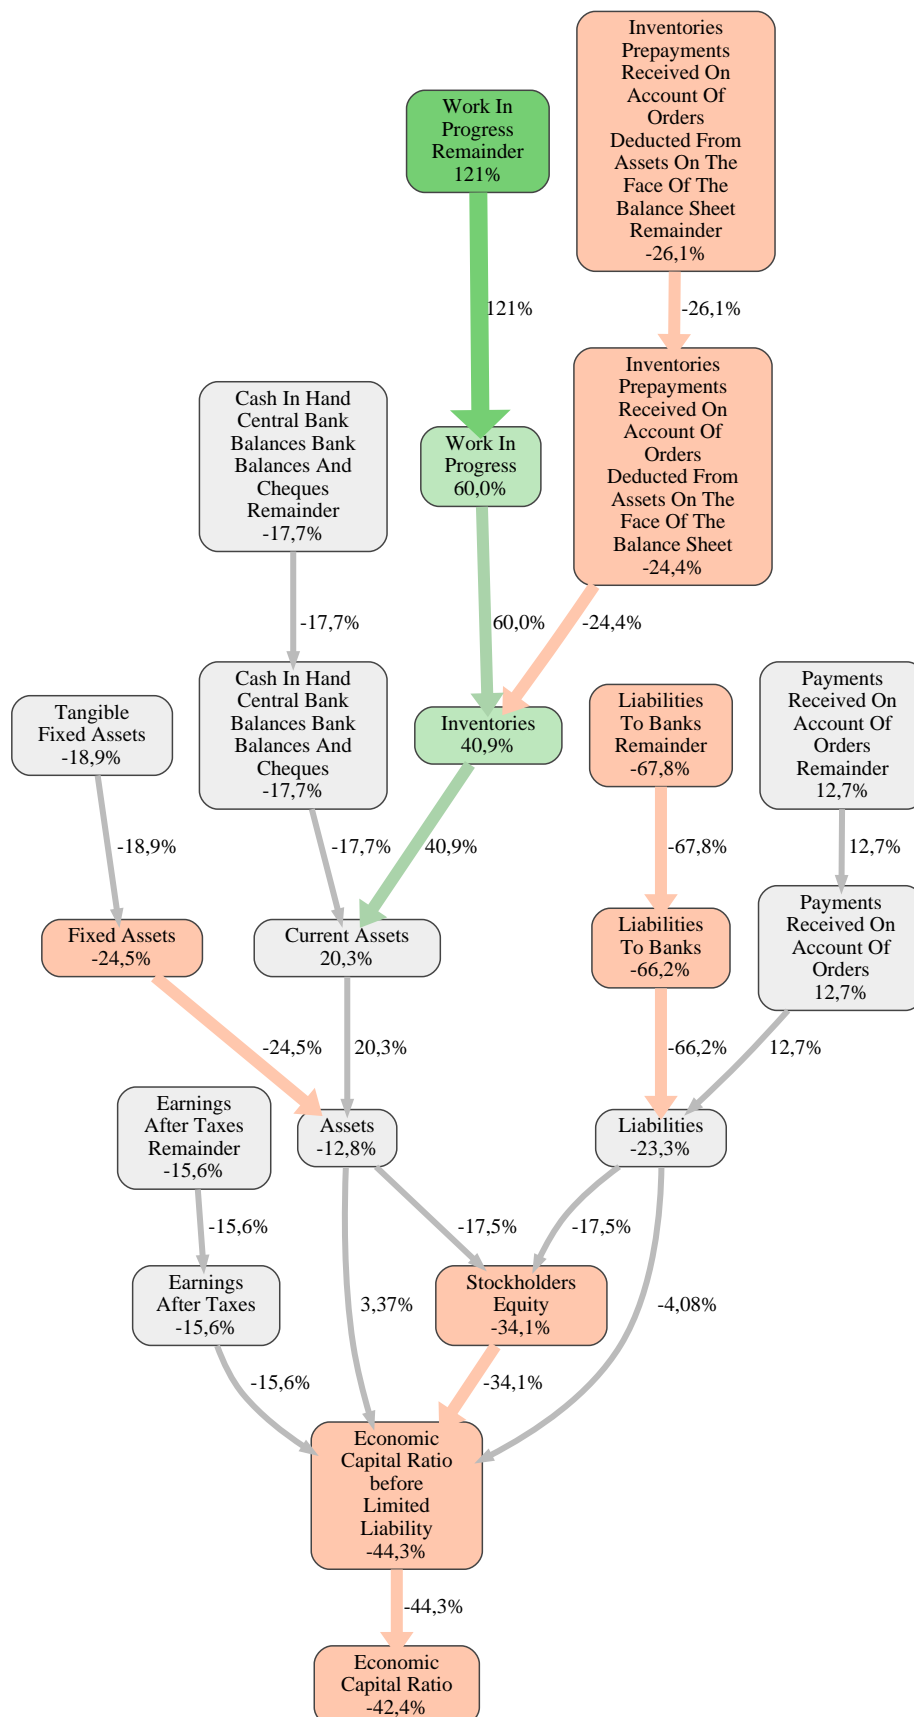 Inventories
Prepayments
Received On
Account Of
Orders
Deducted From
Assets On The
Face Of The
Balance Sheet
Remainder
-26,1%
Work In
Progress
Remainder
121%
121%
-26,1%
Inventories
Prepayments
Received On
Account Of
Orders
Deducted From
Assets On The
Face Of The
Balance Sheet
-24,4%
Cash In Hand
Central Bank
Balances Bank
Balances And
Cheques
Remainder
-17,7%
Work In
Progress
60,0%
-17,7%
60,0%
-24,4%
Tangible
Fixed Assets
-18,9%
Cash In Hand
Central Bank
Balances Bank
Balances And
Cheques
-17,7%
Inventories
40,9%
Liabilities
To Banks
Remainder
-67,8%
Payments
Received On
Account Of
Orders
Remainder
12,7%
-18,9%
-17,7%
40,9%
-67,8%
12,7%
Fixed Assets
-24,5%
Current Assets
20,3%
Liabilities
To Banks
-66,2%
Payments
Received On
Account Of
Orders
12,7%
-24,5%
20,3%
-66,2%
12,7%
Earnings
After Taxes
Remainder
-15,6%
Assets
-12,8%
Liabilities
-23,3%
-15,6%
-17,5%
-17,5%
Earnings
After Taxes
-15,6%
3,37%
Stockholders
Equity
-34,1%
-4,08%
-15,6%
-34,1%
Economic
Capital Ratio
before
Limited
Liability
-44,3%
-44,3%
Economic
Capital Ratio
-42,4%